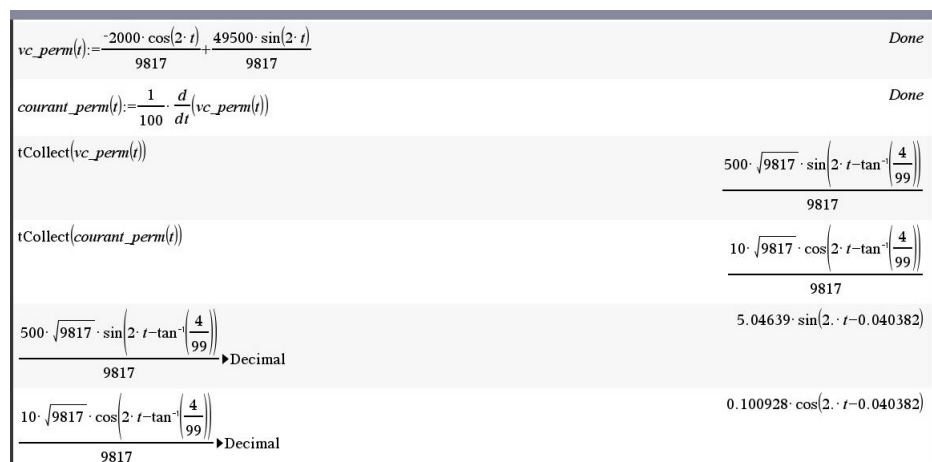 vc_perm(t):=(-2000·cos(2·t))/9817+(49500·sin(2·t))/9817 Done
courant_perm(t):=1/100·d/dt(vc_perm(t)) Done
tCollect(vc_perm(t)) (500·√9817·sin(2·t-tan⁻¹(4/99)))/9817
tCollect(courant_perm(t)) (10·√9817·cos(2·t-tan⁻¹(4/99)))/9817
(500·√9817·sin(2·t-tan⁻¹(4/99)))/9817▶Decimal 5.04639·sin(2.·t-0.040382)
(10·√9817·cos(2·t-tan⁻¹(4/99)))/9817▶Decimal 0.100928·cos(2.·t-0.040382)